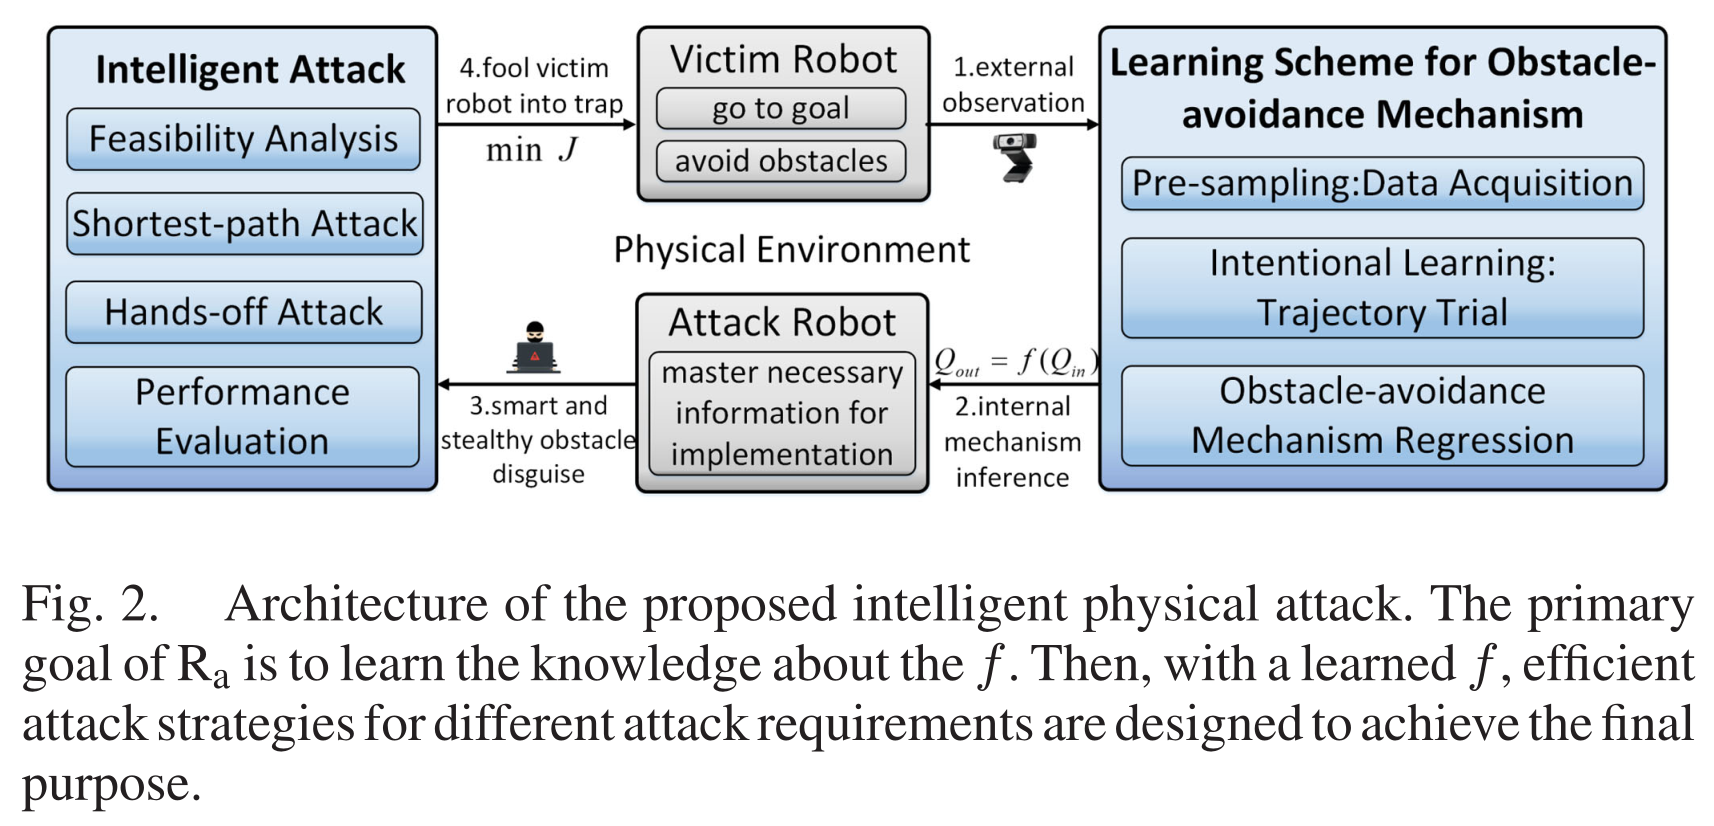 Intelligent Attack
Feasibility Analysis
Shortest-path Attack
Hands-off Attack
Performance
Evaluation
4.fool victim
robot into trap
min J
Victim Robot
go to goal
avoid obstacles
1.external
observation
Learning Scheme for Obstacle-
avoidance Mechanism
Pre-sampling:Data Acquisition
Intentional Learning:
Trajectory Trial
Obstacle-avoidance
Mechanism Regression
Physical Environment
Attack Robot
master necessary
information for
implementation
Q_out = f(Q_in)
2.internal
mechanism
inference
3.smart and
stealthy obstacle
disguise
Fig. 2. Architecture of the proposed intelligent physical attack. The primary
goal of R_a is to learn the knowledge about the f. Then, with a learned f, efficient
attack strategies for different attack requirements are designed to achieve the final
purpose.